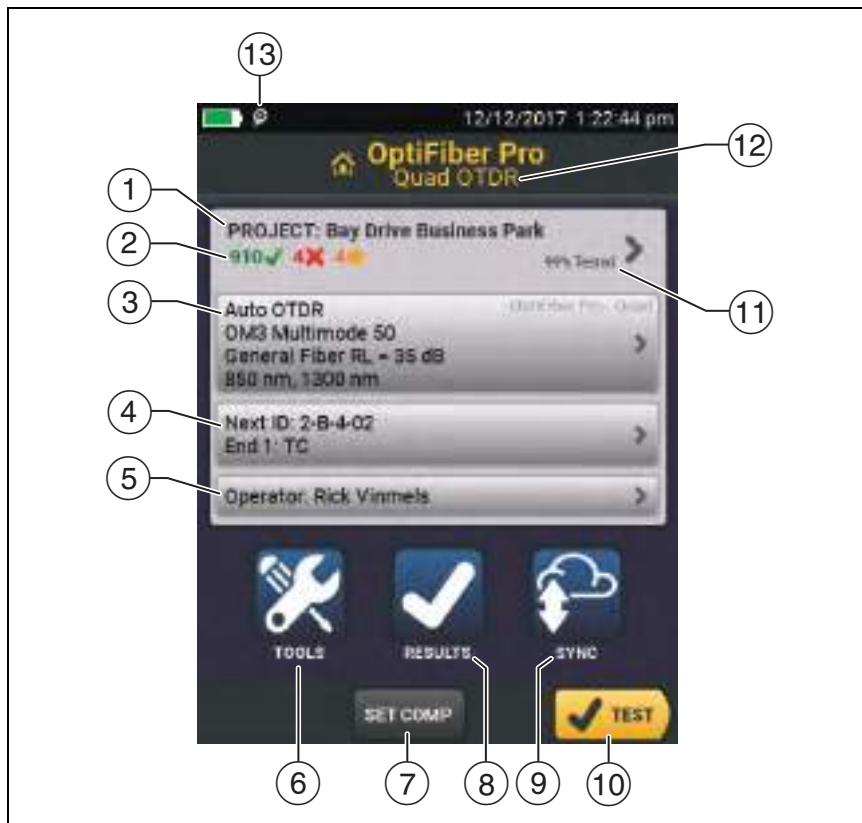 13
12/12/2017 1:22:44 pm
OptiFiber Pro
Quad OTDR
12
1
PROJECT: Bay Drive Business Park
2
910 4 4
99% Tested
11
3
Auto OTDR
OptiFiber Pro: Quad
OM3 Multimode 50
General Fiber RL = 35 dB
850 nm, 1300 nm
4
Next ID: 2-B-4-02
End 1: TC
5
Operator: Rick Vinmels
TOOLS
RESULTS
SYNC
SET COMP
TEST
6
7
8
9
10